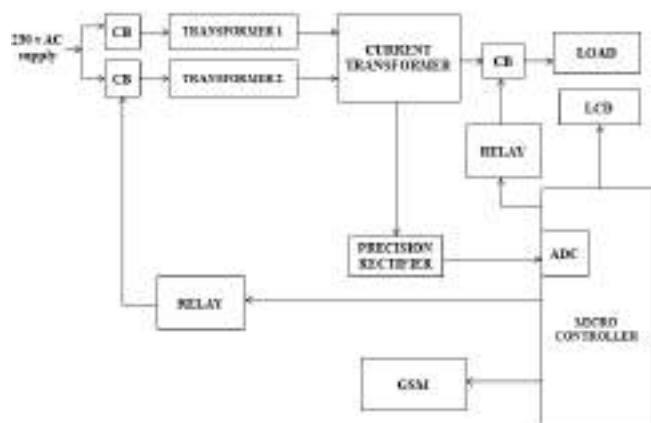 230 v AC
supply
CB
TRANSFORMER 1
CB
TRANSFORMER 2
CURRENT
TRANSFORMER
CB
LOAD
LCD
RELAY
PRECISION
RECTIFIER
ADC
RELAY
MICRO
CONTROLLER
GSM